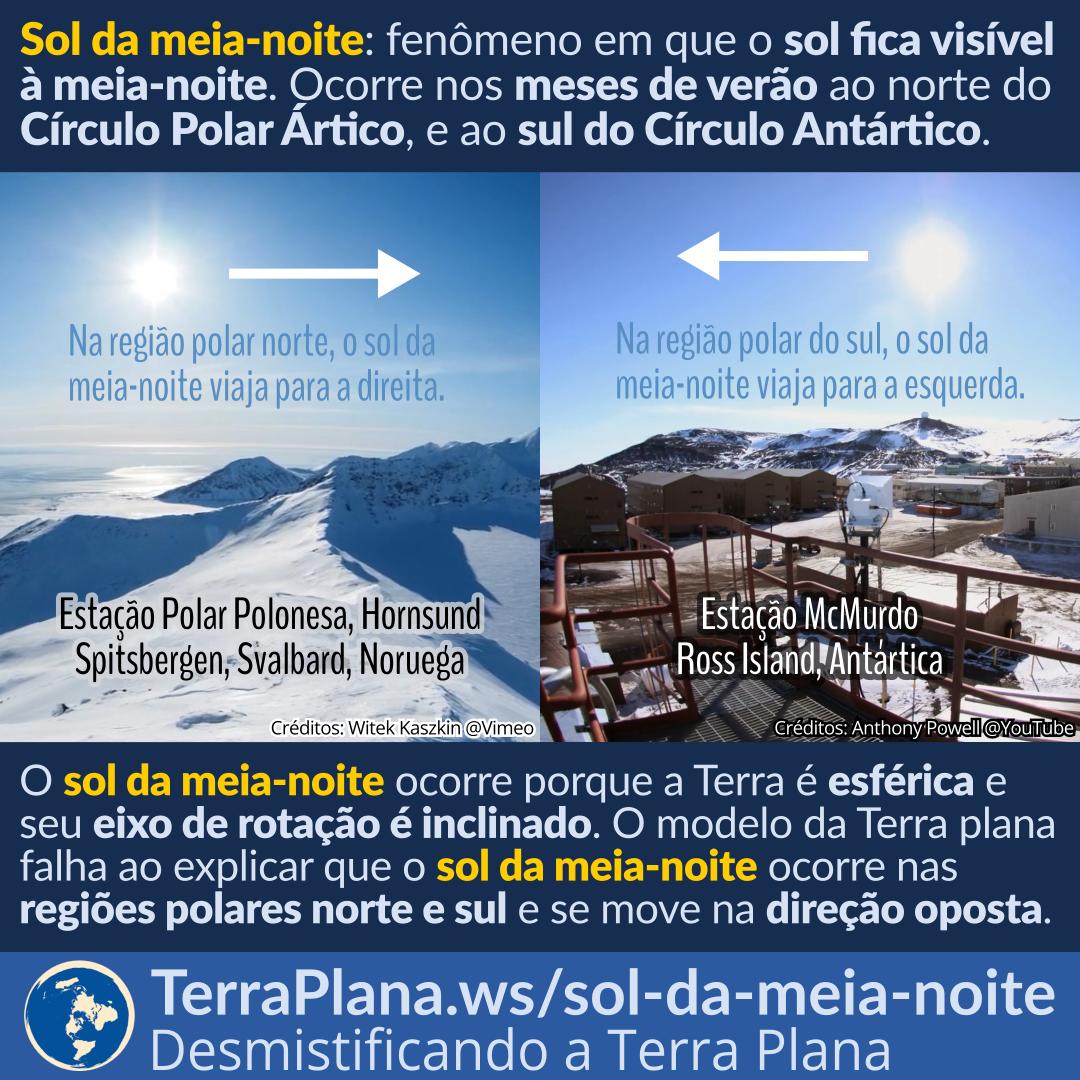 Sol da meia-noite: fenômeno em que o sol fica visível
à meia-noite. Ocorre nos meses de verão ao norte do
Círculo Polar Ártico, e ao sul do Círculo Antártico.
Na região polar norte, o sol da
meia-noite viaja para a direita.
Estação Polar Polonesa, Hornsund
Spitsbergen, Svalbard, Noruega
Créditos: Witek Kaszkin @Vimeo
Na região polar do sul, o sol da
meia-noite viaja para a esquerda.
Estação McMurdo
Ross Island, Antártica
Créditos: Anthony Powell @YouTube
O sol da meia-noite ocorre porque a Terra é esférica e
seu eixo de rotação é inclinado. O modelo da Terra plana
falha ao explicar que o sol da meia-noite ocorre nas
regiões polares norte e sul e se move na direção oposta.
TerraPlana.ws/sol-da-meia-noite
Desmistificando a Terra Plana